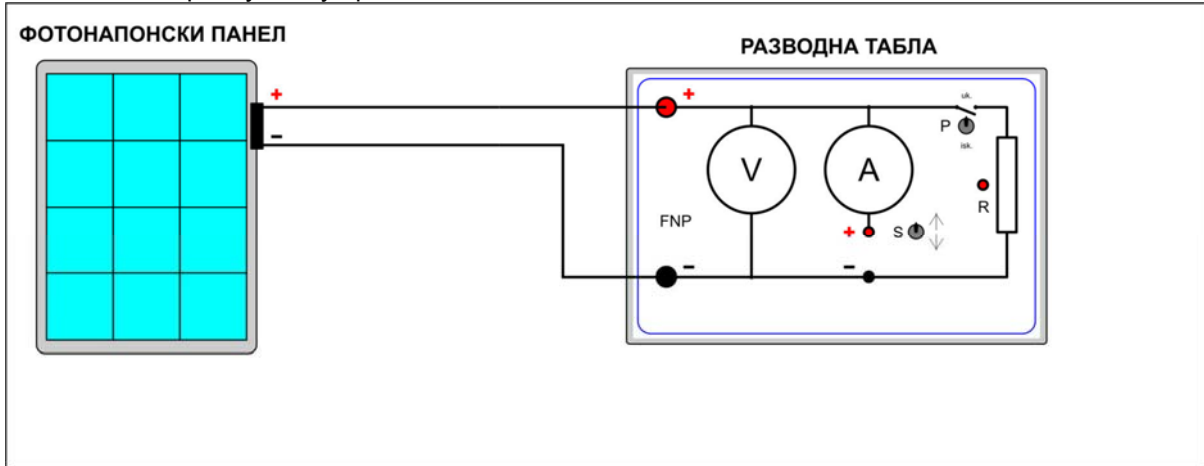 ФОТОНАПОНСКИ ПАНЕЛ
РАЗВОДНА ТАБЛА
+
-
+
uk.
P
isk.
V
A
R
FNP
+
S
-
-